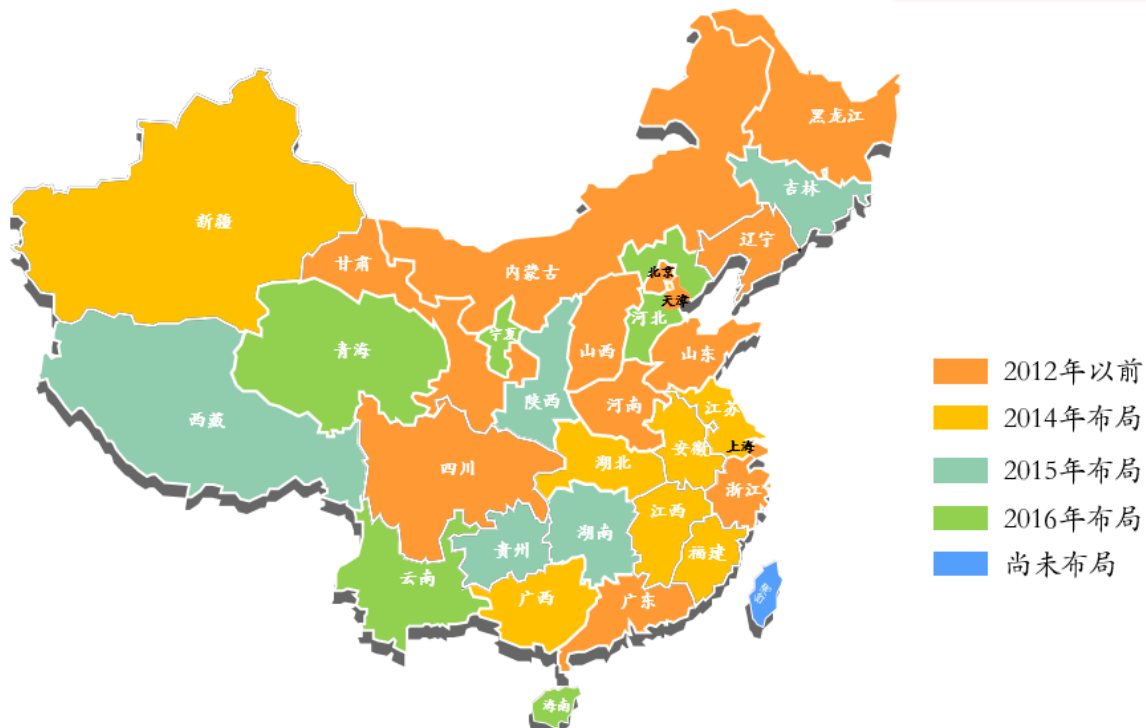 黑龙江
吉林
新疆
辽宁
甘肃
内蒙古
北京
天津
河北
宁夏
青海
山西
山东
陕西
河南
西藏
江苏
安徽
上海
湖北
四川
浙江
江西
湖南
贵州
福建
云南
广西
广东
台湾
海南
2012年以前
2014年布局
2015年布局
2016年布局
尚未布局